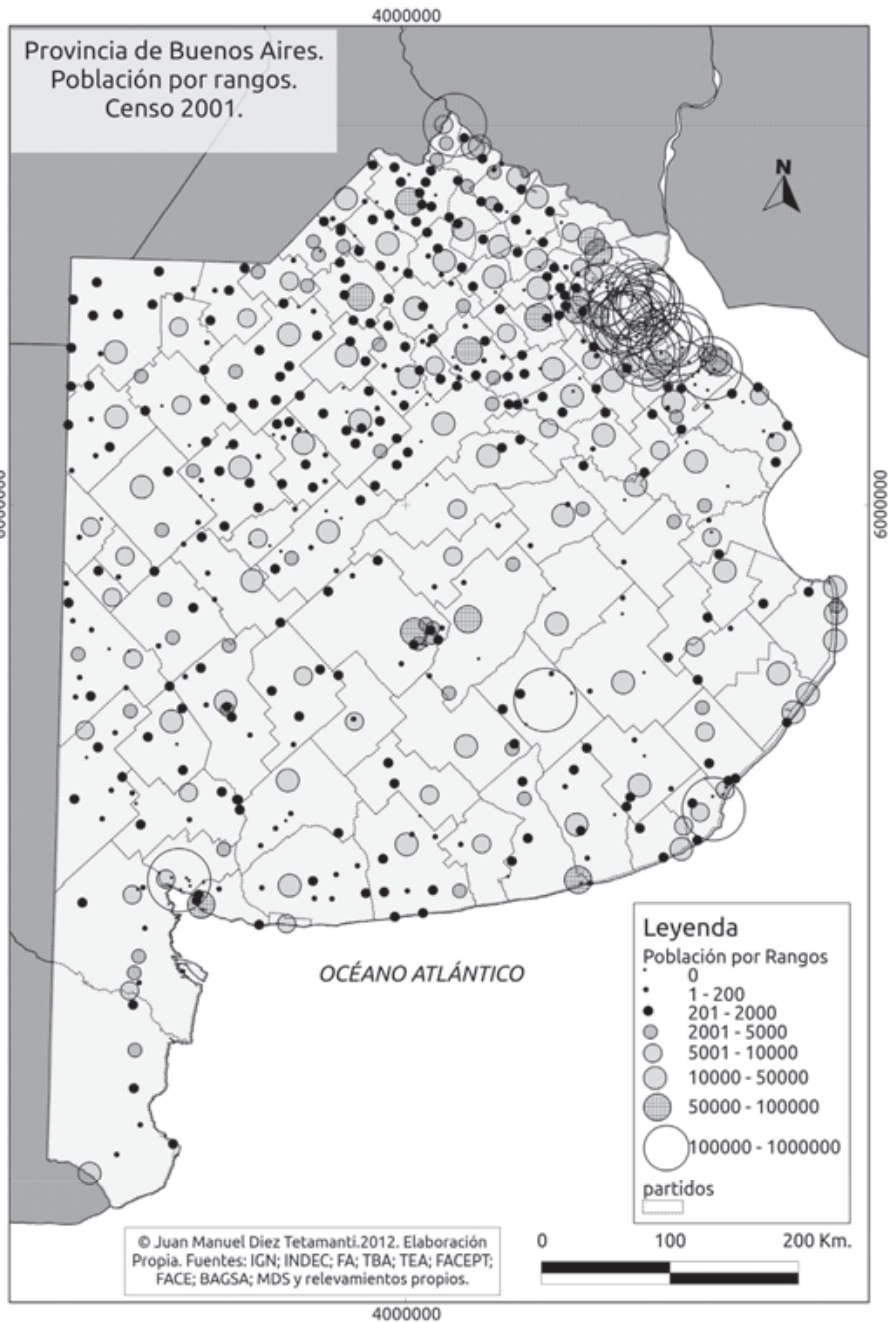 4000000
Provincia de Buenos Aires.
Población por rangos.
Censo 2001.
N
6000000
OCÉANO ATLÁNTICO
Leyenda
Población por Rangos
0
1 - 200
201 - 2000
2001 - 5000
5001 - 10000
10000 - 50000
50000 - 100000
100000 - 1000000
partidos
© Juan Manuel Diez Tetamanti.2012. Elaboración
Propia. Fuentes: IGN; INDEC; FA; TBA; TEA; FACEPT;
FACE; BAGSA; MDS y relevamientos propios.
0 100 200 Km.
4000000